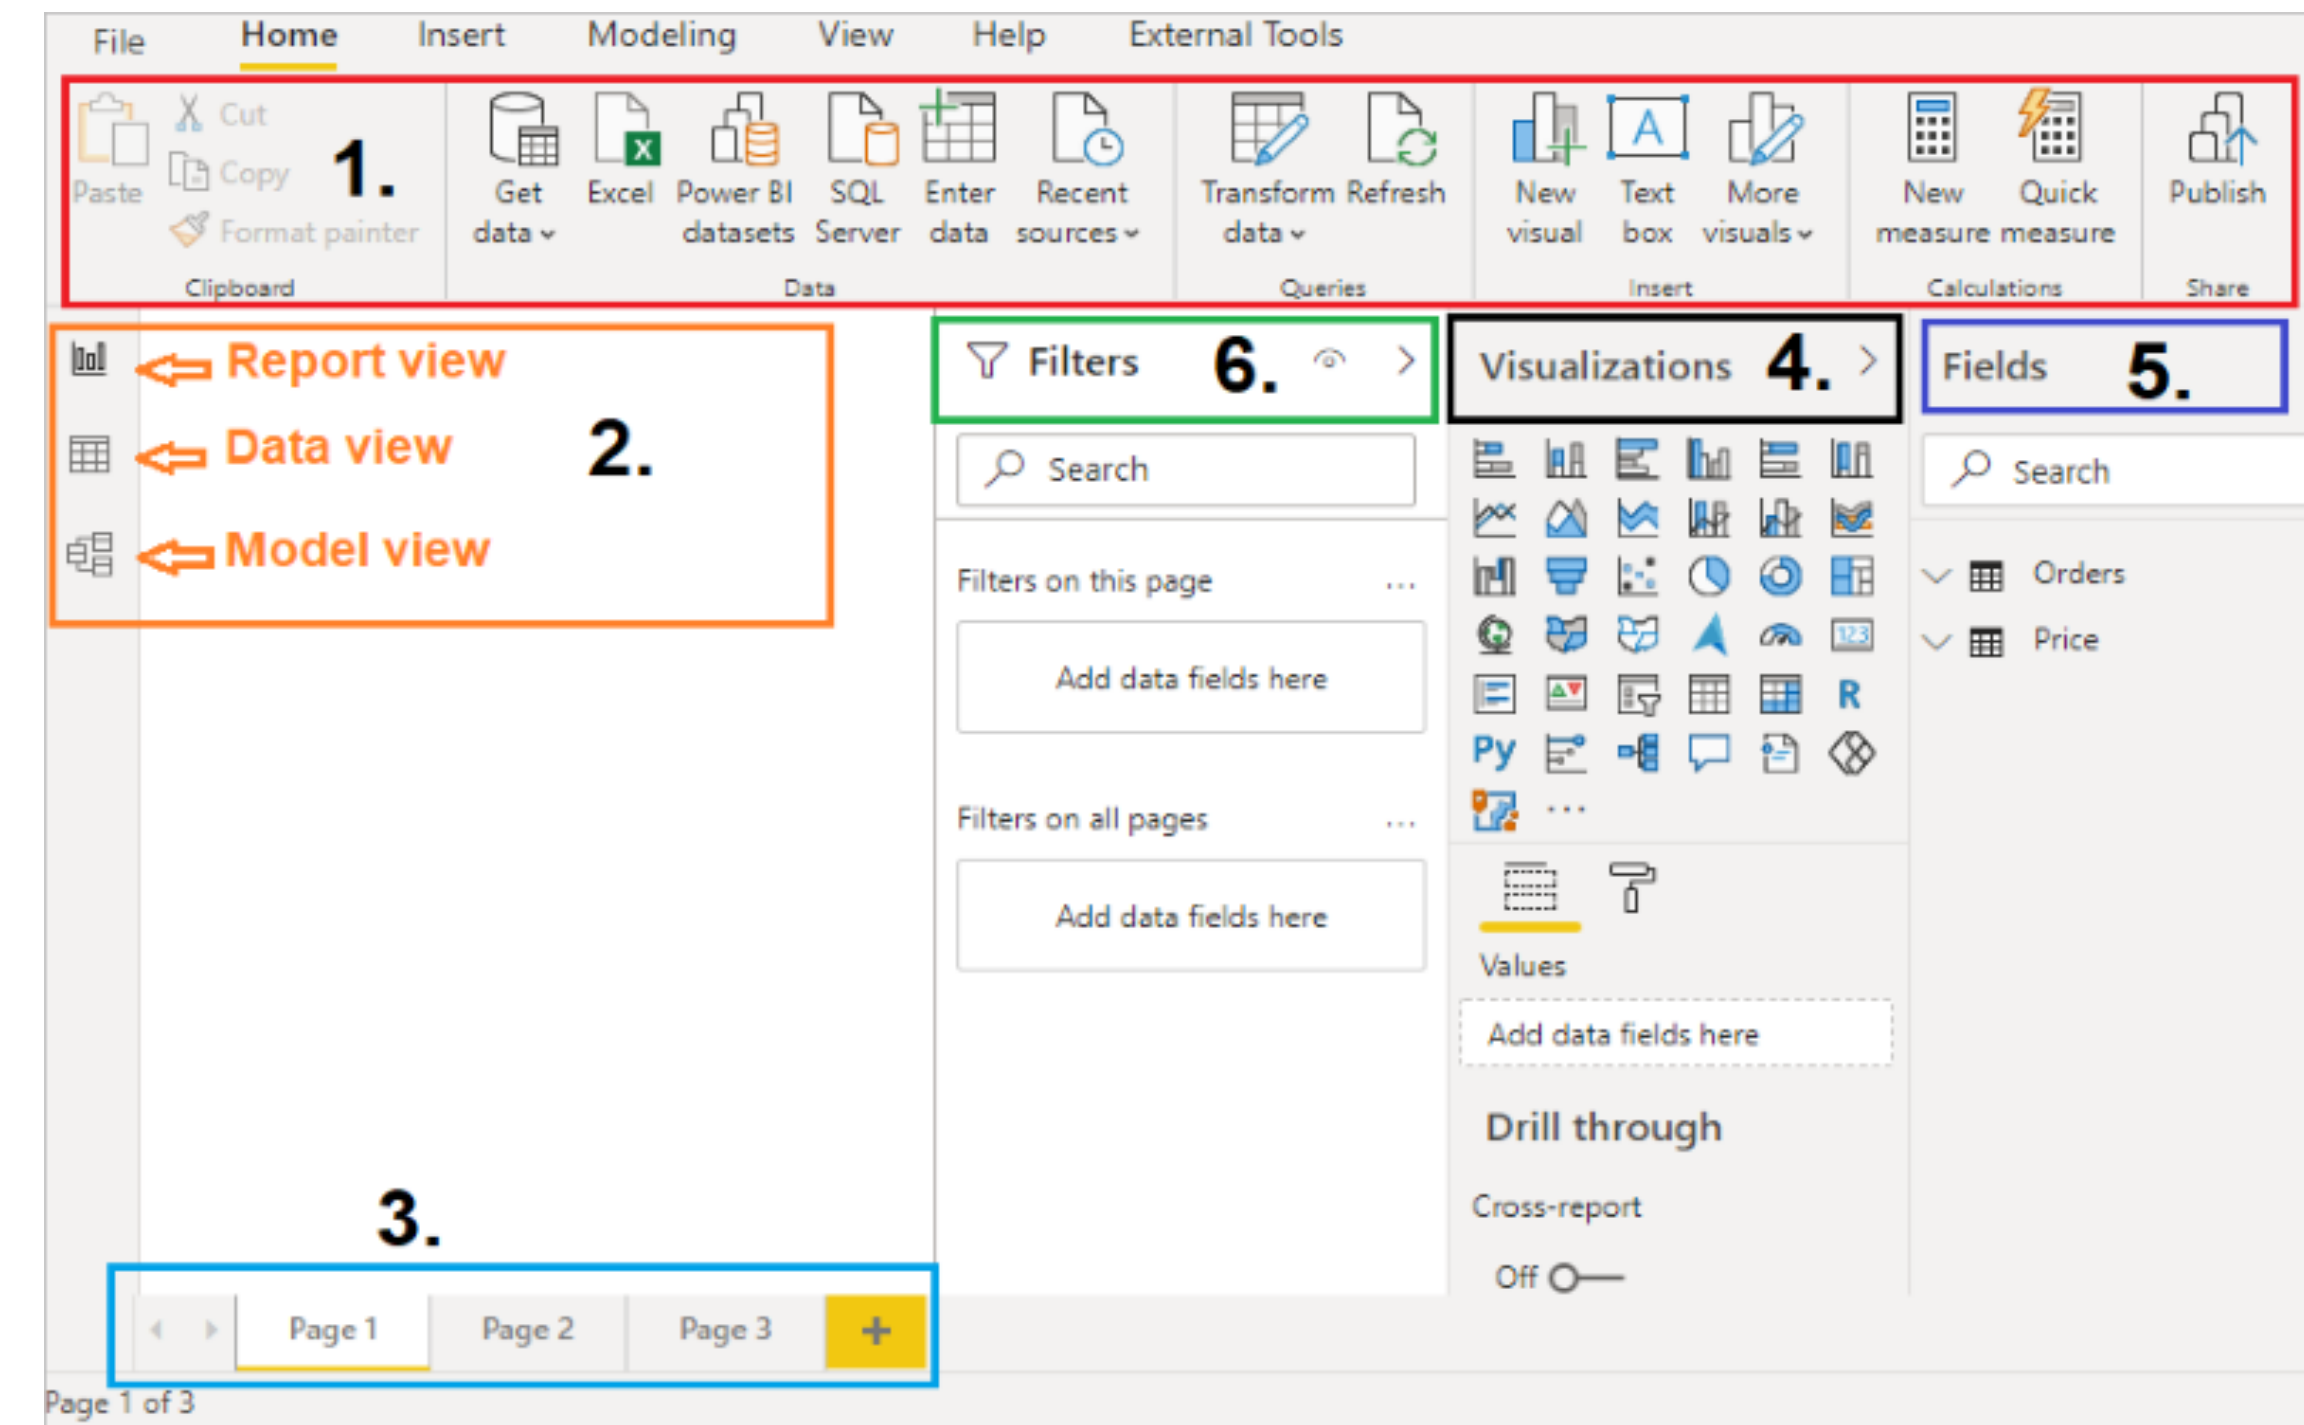 File Home Insert Modeling View Help External Tools
Cut
Copy
Paste
Format painter
Clipboard
1.
Get data
Excel
Power BI datasets
SQL Server
Enter data
Recent sources
Data
Transform data
Refresh
Queries
New visual
Text box
More visuals
Insert
New measure
Quick measure
Calculations
Publish
Share
Report view
Data view
2.
Model view
Filters 6.
Search
Filters on this page ...
Add data fields here
Filters on all pages ...
Add data fields here
Visualizations 4.
123
R
Py
...
Values
Add data fields here
Drill through
Cross-report
Off
Fields 5.
Search
Orders
Price
3.
Page 1 Page 2 Page 3 +
Page 1 of 3